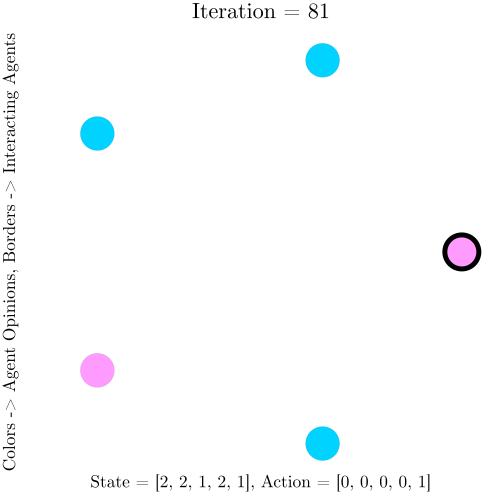 Iteration = 81
Colors -> Agent Opinions, Borders -> Interacting Agents
State = [2, 2, 1, 2, 1], Action = [0, 0, 0, 0, 1]